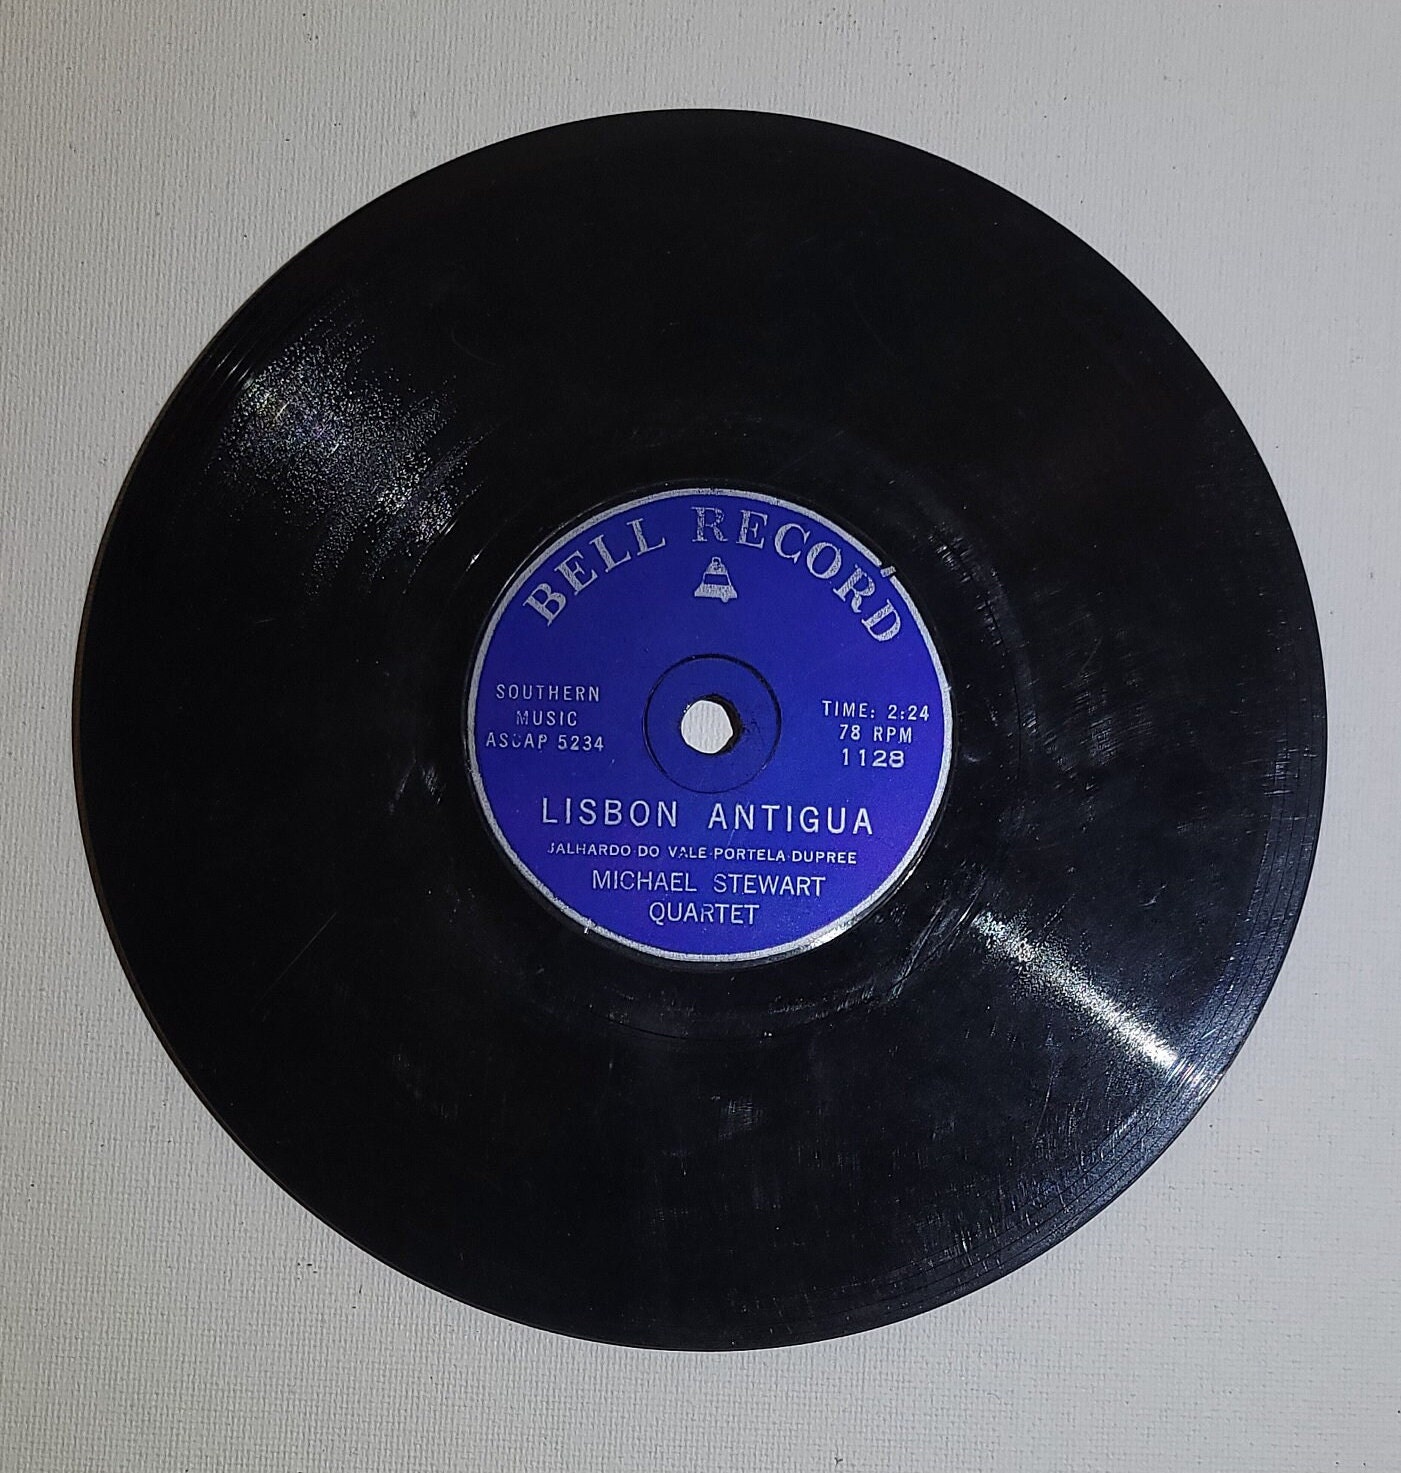 BELL RECORD
SOUTHERN
MUSIC
ASCAP 5234
TIME: 2:24
78 RPM
1128
LISBON ANTIGUA
JALHARDO-DO VALE-PORTELA-DUPREE
MICHAEL STEWART
QUARTET